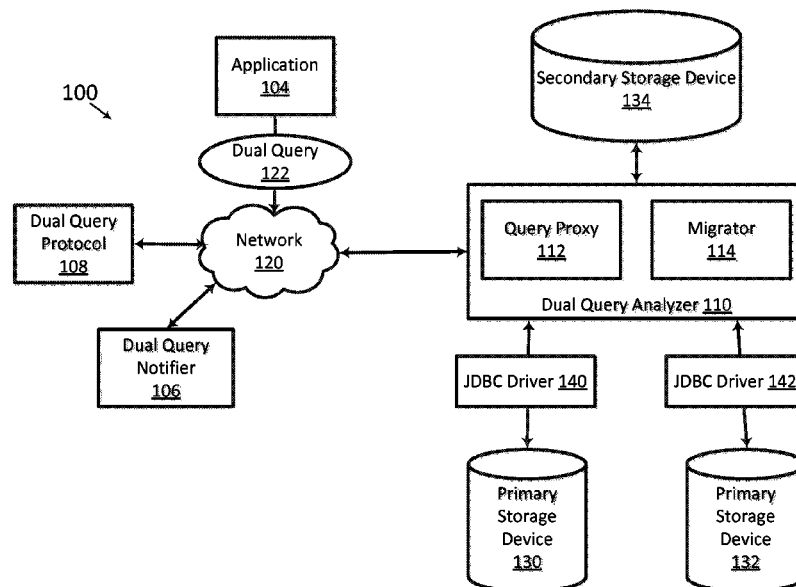 100
Application
104
Dual Query
122
Dual Query
Protocol
108
Network
120
Dual Query
Notifier
106
Secondary Storage Device
134
Query Proxy
112
Migrator
114
Dual Query Analyzer 110
JDBC Driver 140
JDBC Driver 142
Primary
Storage
Device
130
Primary
Storage
Device
132